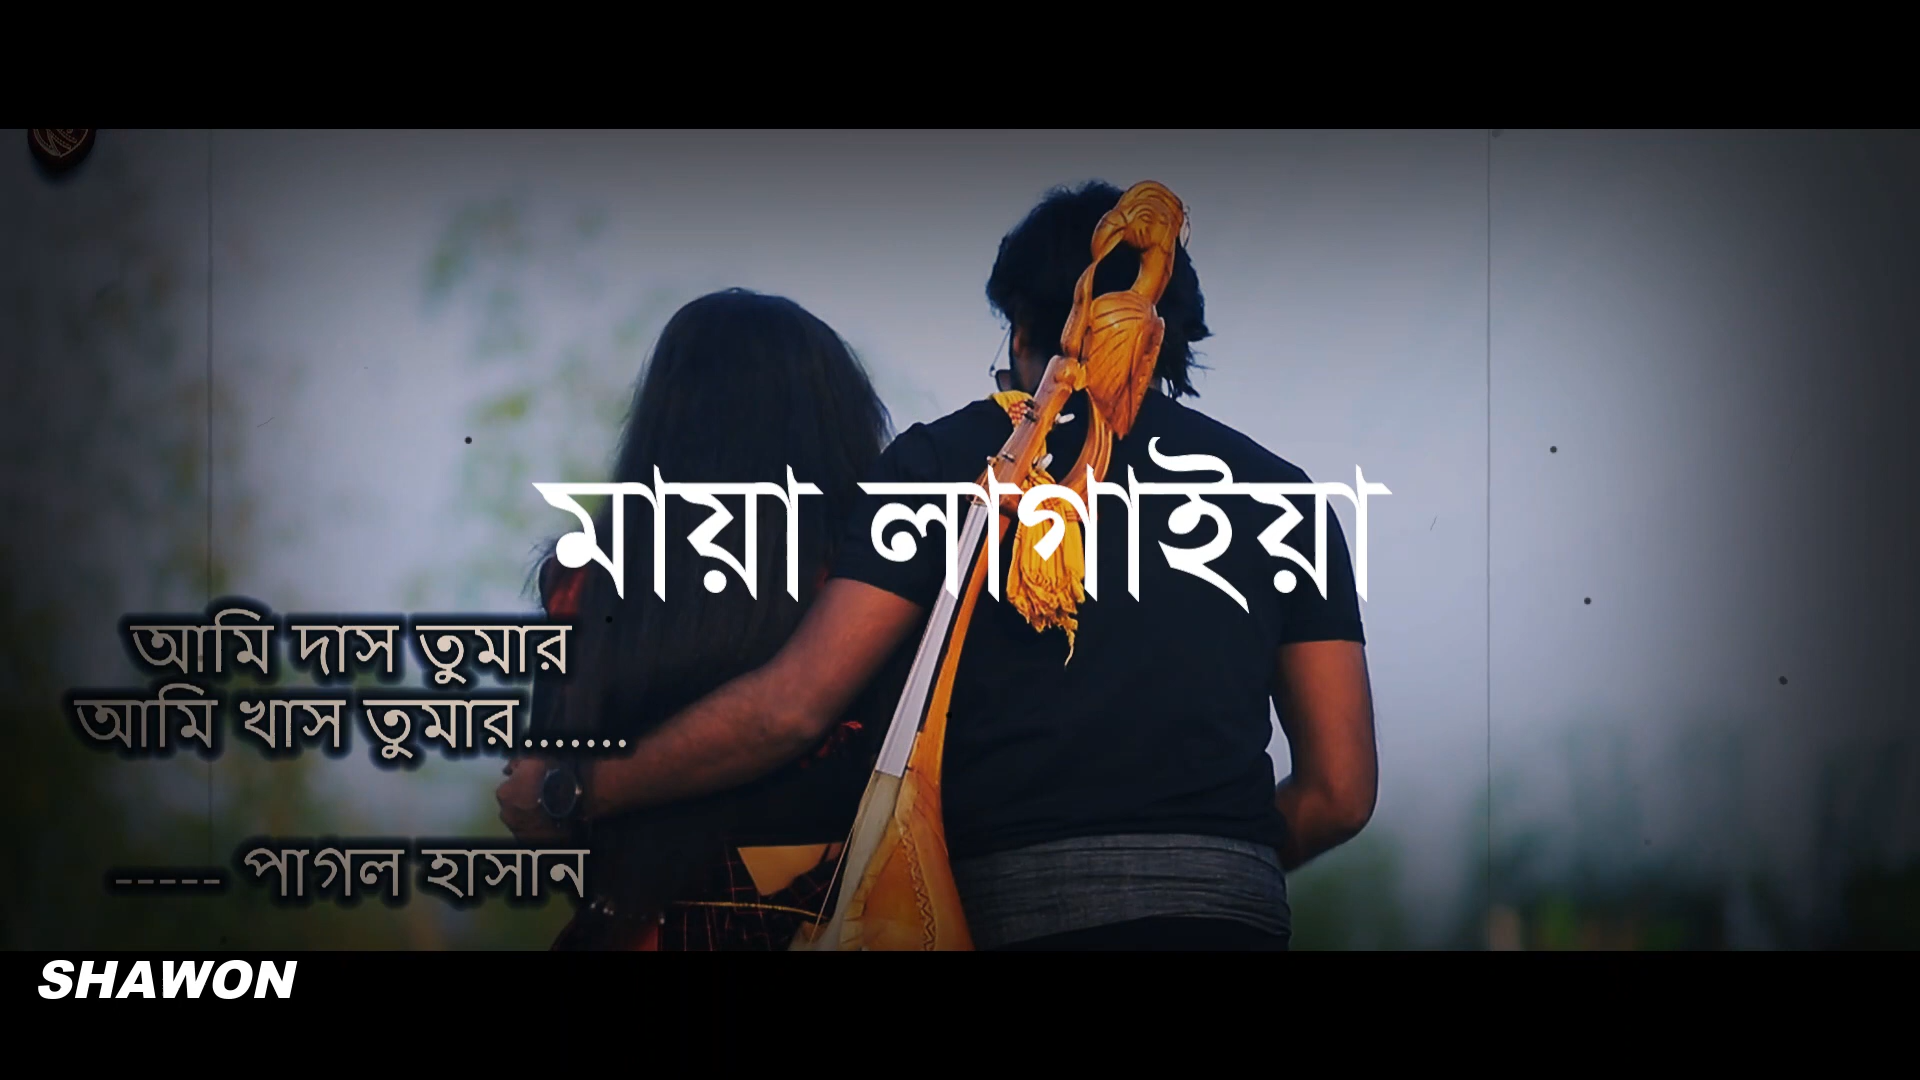 মায়া লাগাইয়া
আমি দাস তুমার
আমি খাস তুমার.......
----- পাগল হাসান
SHAWON